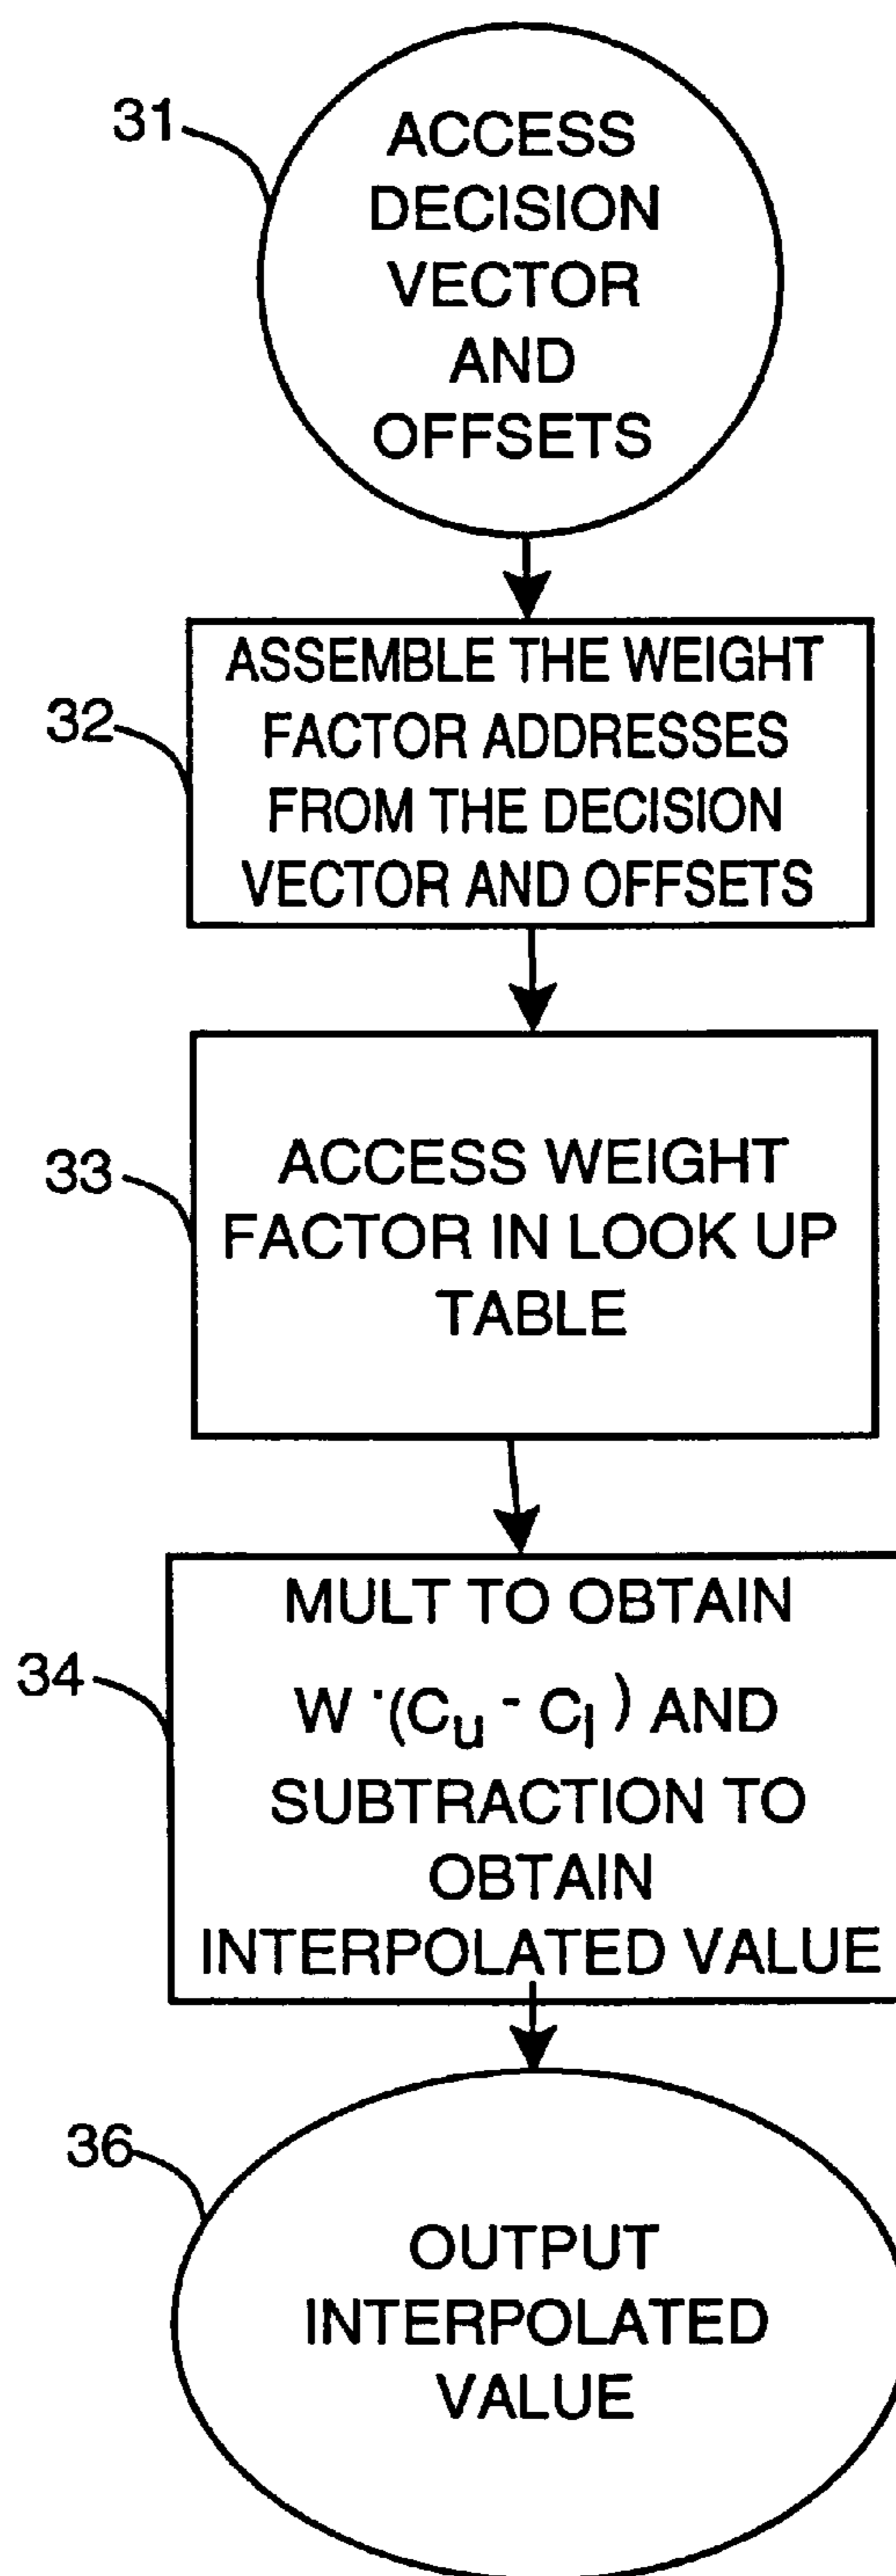 31
ACCESS
DECISION
VECTOR
AND
OFFSETS
32
ASSEMBLE THE WEIGHT
FACTOR ADDRESSES
FROM THE DECISION
VECTOR AND OFFSETS
33
ACCESS WEIGHT
FACTOR IN LOOK UP
TABLE
34
MULT TO OBTAIN
W ·(Cu - Cl ) AND
SUBTRACTION TO
OBTAIN
INTERPOLATED VALUE
36
OUTPUT
INTERPOLATED
VALUE